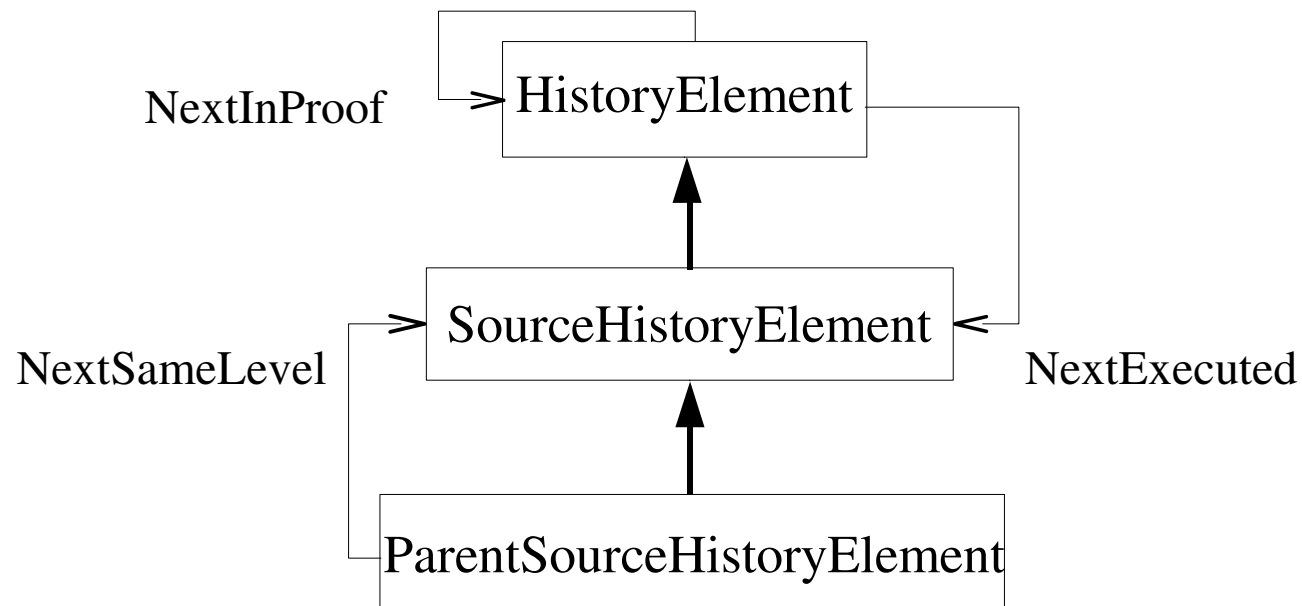 HistoryElement
NextInProof
SourceHistoryElement
NextSameLevel
NextExecuted
ParentSourceHistoryElement